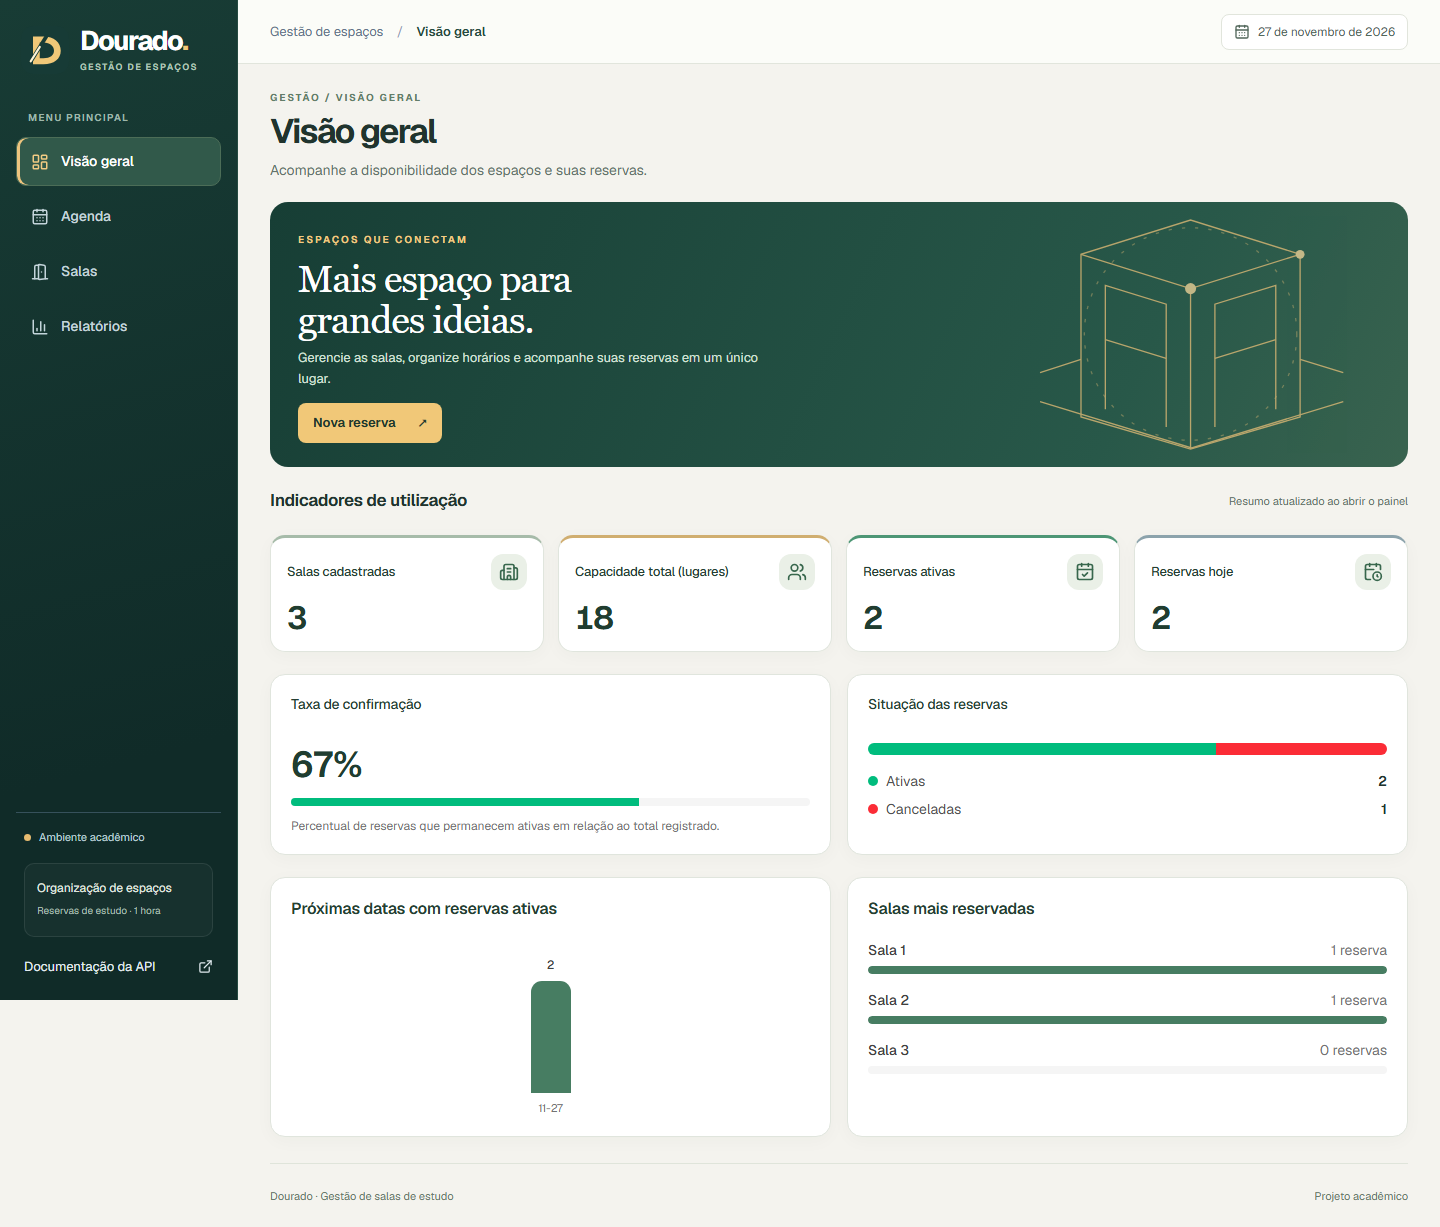 Dourado.
GESTÃO DE ESPAÇOS
MENU PRINCIPAL
Visão geral
Agenda
Salas
Relatórios
Ambiente acadêmico
Organização de espaços
Reservas de estudo · 1 hora
Documentação da API
Gestão de espaços / Visão geral
27 de novembro de 2026
GESTÃO / VISÃO GERAL
Visão geral
Acompanhe a disponibilidade dos espaços e suas reservas.
ESPAÇOS QUE CONECTAM
Mais espaço para
grandes ideias.
Gerencie as salas, organize horários e acompanhe suas reservas em um único
lugar.
Nova reserva ↗
Indicadores de utilização
Resumo atualizado ao abrir o painel
Salas cadastradas
3
Capacidade total (lugares)
18
Reservas ativas
2
Reservas hoje
2
Taxa de confirmação
67%
Percentual de reservas que permanecem ativas em relação ao total registrado.
Situação das reservas
Ativas 2
Canceladas 1
Próximas datas com reservas ativas
2
11-27
Salas mais reservadas
Sala 1 1 reserva
Sala 2 1 reserva
Sala 3 0 reservas
Dourado · Gestão de salas de estudo
Projeto acadêmico